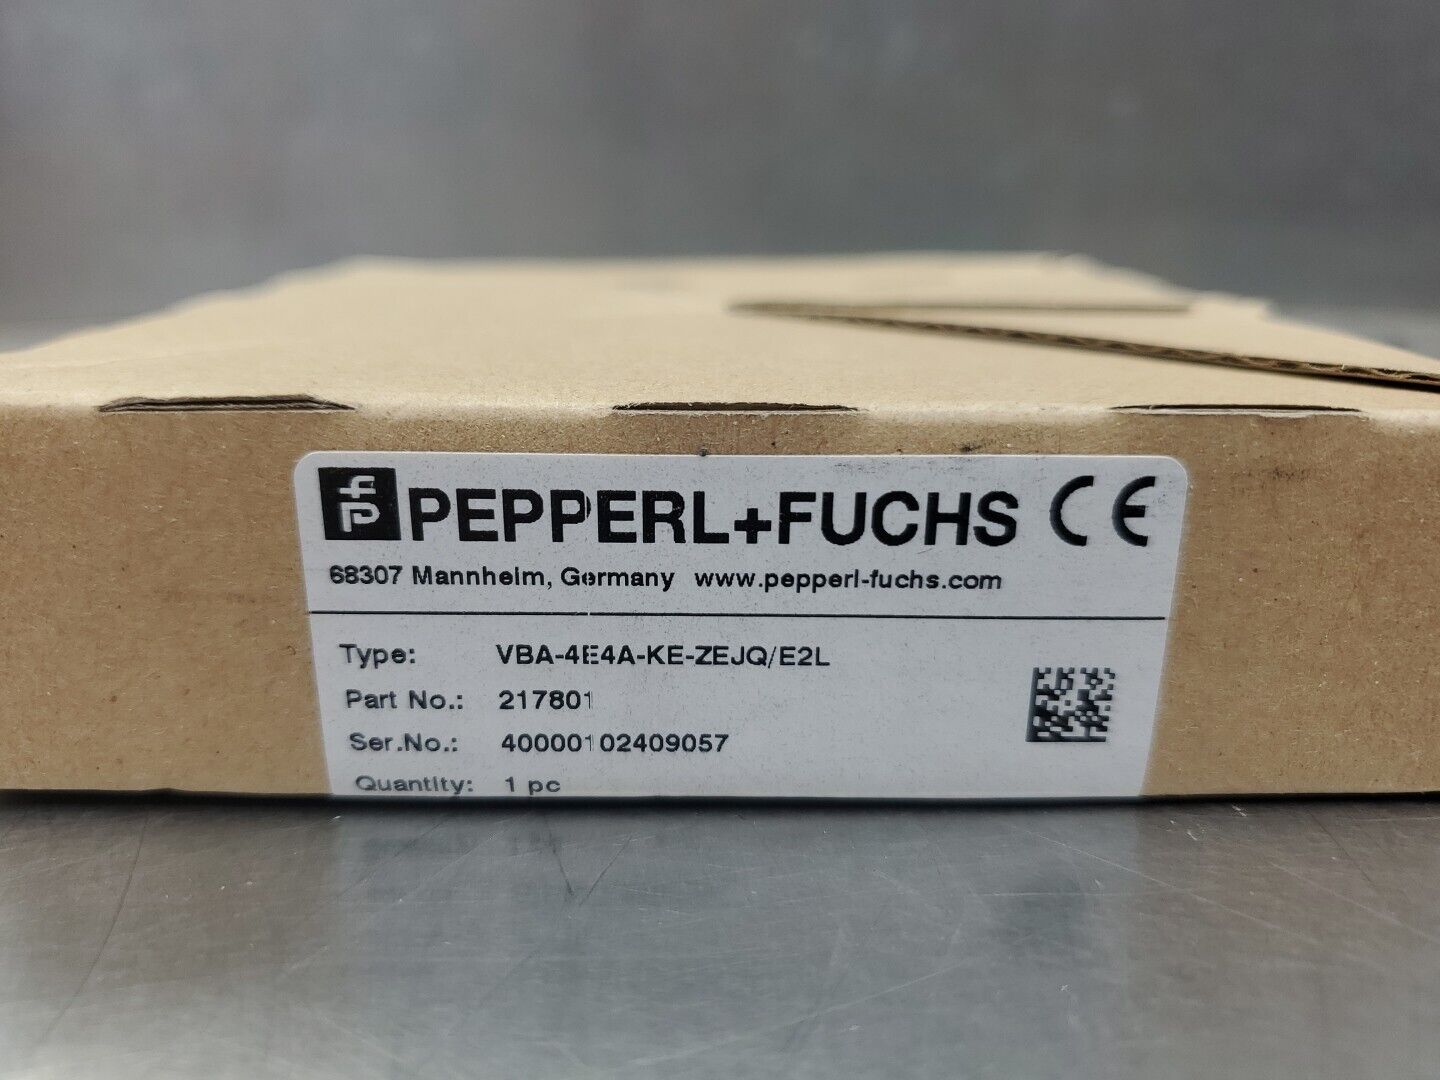 fp PEPPERL+FUCHS CE
68307 Mannheim, Germany www.pepperl-fuchs.com
Type: VBA-4E4A-KE-ZEJQ/E2L
Part No.: 217801
Ser.No.: 40000102409057
Quantity: 1 pc